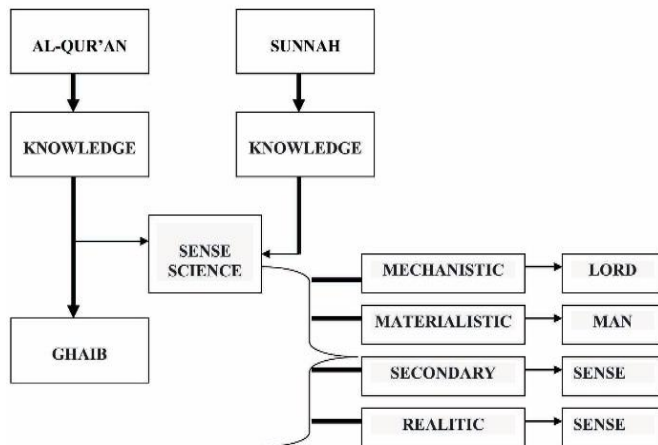 AL-QUR'AN
SUNNAH
KNOWLEDGE
KNOWLEDGE
SENSE
SCIENCE
MECHANISTIC
LORD
MATERIALISTIC
MAN
GHAIB
SECONDARY
SENSE
REALITIC
SENSE